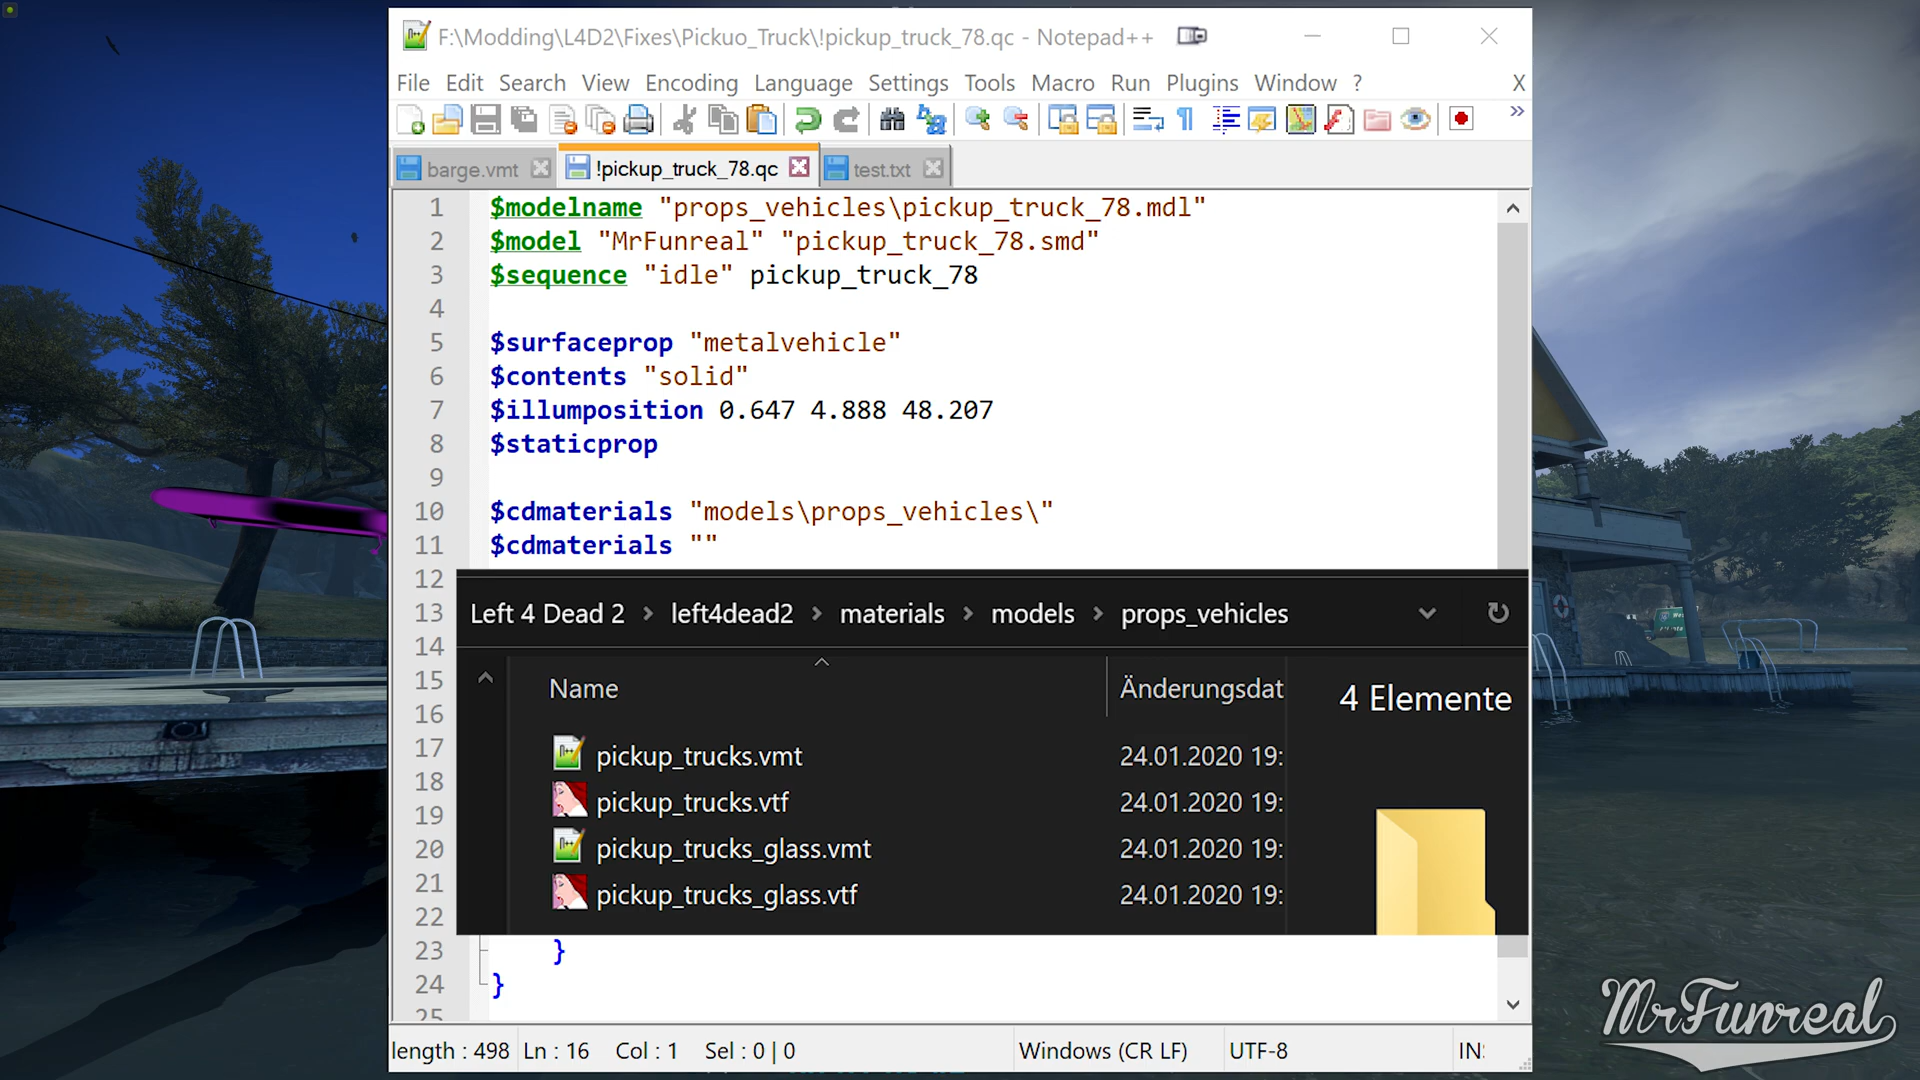 F:\Modding\L4D2\Fixes\Pickuo_Truck\!pickup_truck_78.qc - Notepad++
File Edit Search View Encoding Language Settings Tools Macro Run Plugins Window ? X
barge.vmt !pickup_truck_78.qc test.txt
1 $modelname "props_vehicles\pickup_truck_78.mdl"
2 $model "MrFunreal" "pickup_truck_78.smd"
3 $sequence "idle" pickup_truck_78
4
5 $surfaceprop "metalvehicle"
6 $contents "solid"
7 $illumposition 0.647 4.888 48.207
8 $staticprop
9
10 $cdmaterials "models\props_vehicles\"
11 $cdmaterials ""
12
13
14
15
16
17
18
19
20
21
22
23 }
24 }
25
Left 4 Dead 2 > left4dead2 > materials > models > props_vehicles
Name Änderungsdat
4 Elemente
pickup_trucks.vmt 24.01.2020 19:
pickup_trucks.vtf 24.01.2020 19:
pickup_trucks_glass.vmt 24.01.2020 19:
pickup_trucks_glass.vtf 24.01.2020 19:
length : 498 Ln : 16 Col : 1 Sel : 0 | 0 Windows (CR LF) UTF-8 IN
MrFunreal